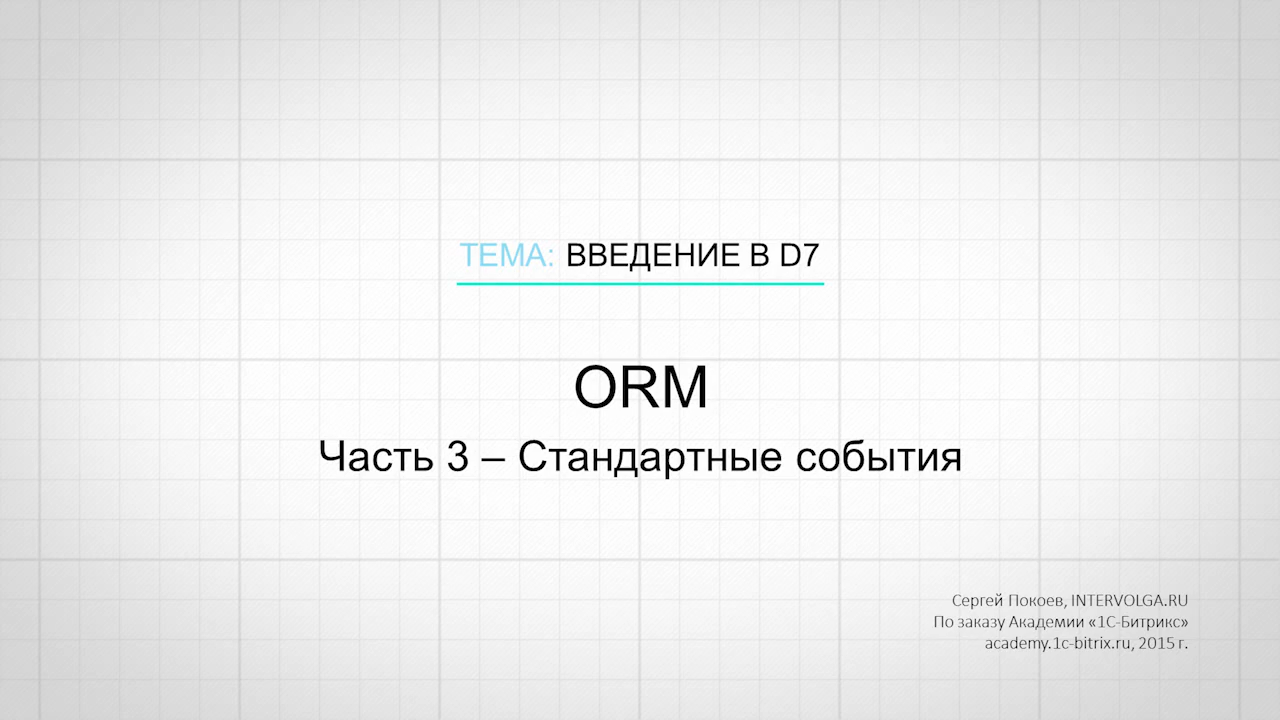 ТЕМА: ВВЕДЕНИЕ В D7
ORM
Часть 3 – Стандартные события
Сергей Покоев, INTERVOLGA.RU
По заказу Академии «1С-Битрикс»
academy.1c-bitrix.ru, 2015 г.